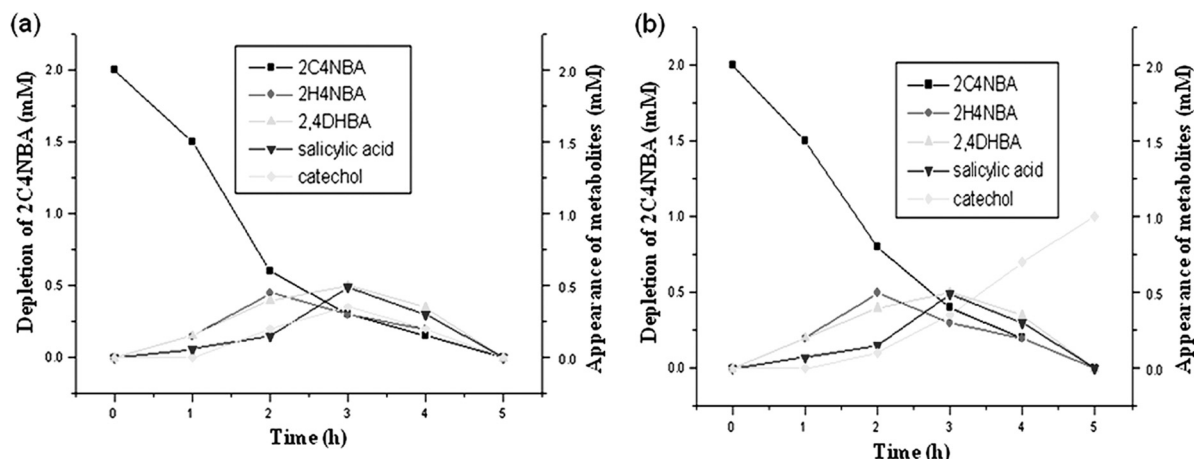 (a)
Depletion of 2C4NBA (mM)
2.0
1.5
1.0
0.5
0.0
2C4NBA
2H4NBA
2,4DHBA
salicylic acid
catechol
2.0
1.5
1.0
0.5
0.0
Appearance of metabolites (mM)
0 1 2 3 4 5
Time (h)
(b)
Depletion of 2C4NBA (mM)
2.0
1.5
1.0
0.5
0.0
2C4NBA
2H4NBA
2,4DHBA
salicylic acid
catechol
2.0
1.5
1.0
0.5
0.0
Appearance of metabolites (mM)
0 1 2 3 4 5
Time (h)